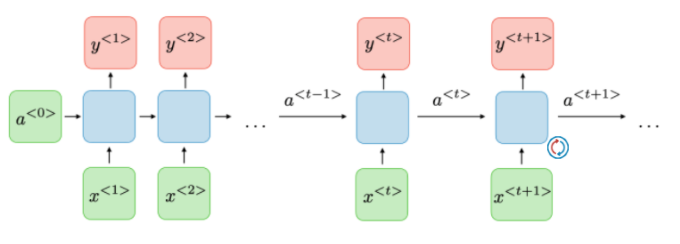 y<1> y<2> y<t> y<t+1>
a<0> ... a<t−1> a<t> a<t+1> ...
x<1> x<2> x<t> x<t+1>